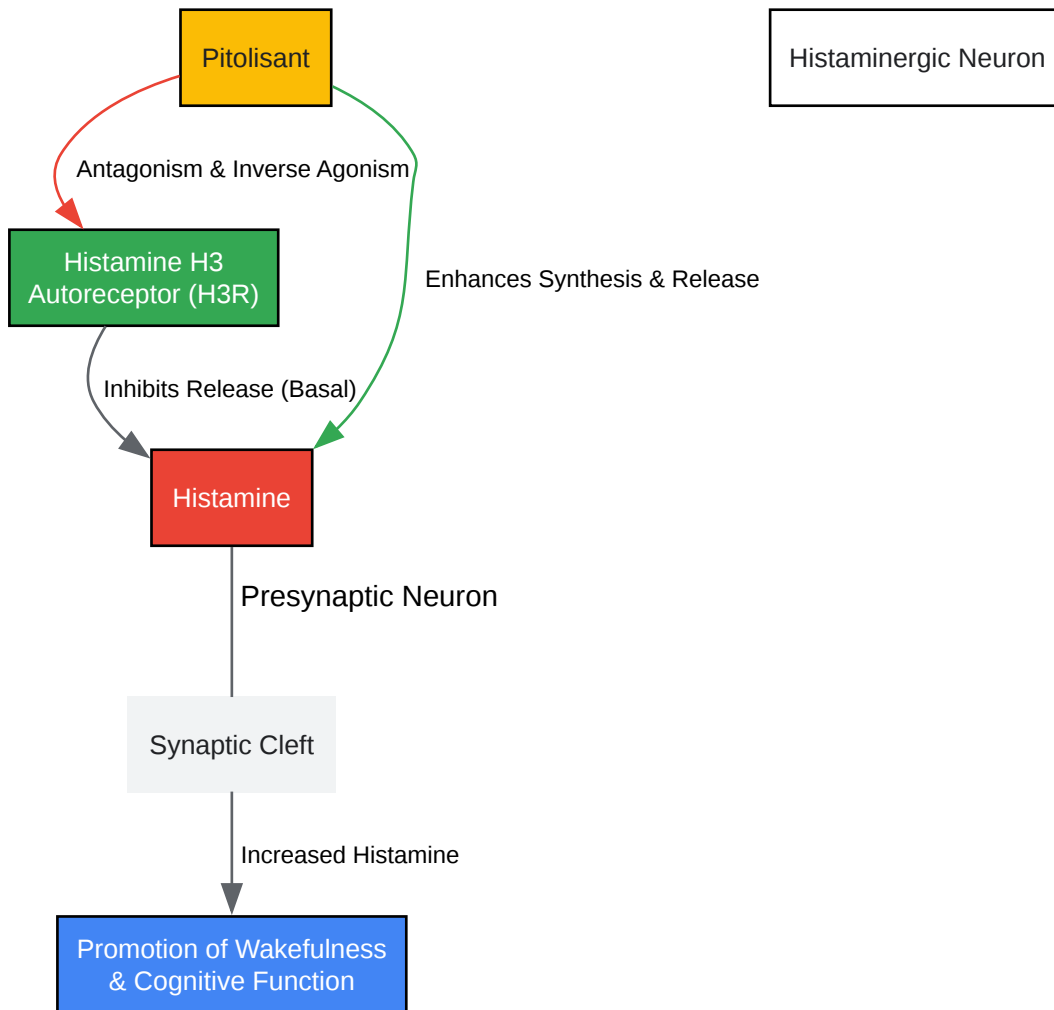 Pitolisant
Histaminergic Neuron
Antagonism & Inverse Agonism
Histamine H3
Autoreceptor (H3R)
Enhances Synthesis & Release
Inhibits Release (Basal)
Histamine
Presynaptic Neuron
Synaptic Cleft
Increased Histamine
Promotion of Wakefulness
& Cognitive Function